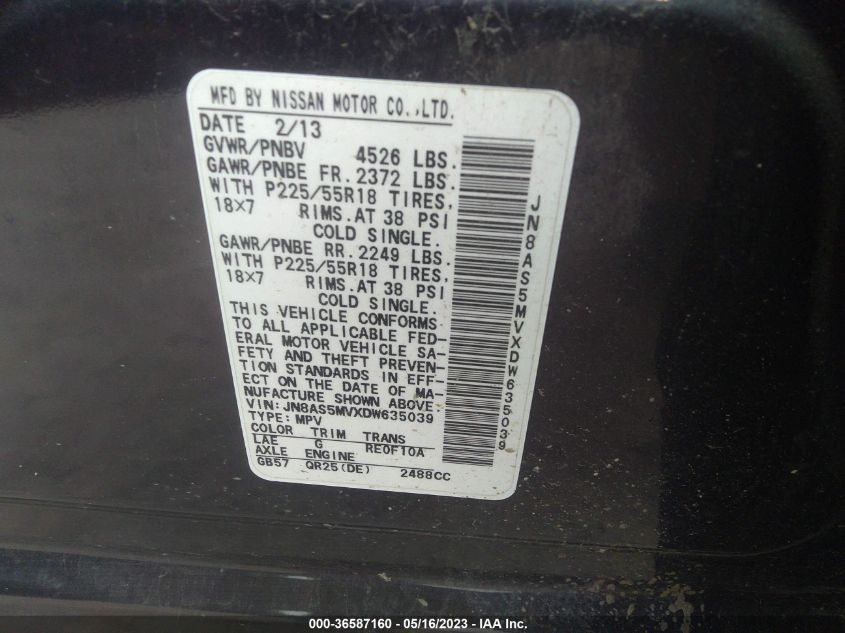 MFD BY NISSAN MOTOR CO.,LTD.
DATE 2/13
GVWR/PNBV 4526 LBS.
GAWR/PNBE FR. 2372 LBS.
WITH P225/55R18 TIRES,
18X7 RIMS.AT 38 PSI
COLD SINGLE.
GAWR/PNBE RR. 2249 LBS.
WITH P225/55R18 TIRES,
18X7 RIMS.AT 38 PSI
COLD SINGLE.
THIS VEHICLE CONFORMS
TO ALL APPLICABLE FED-
ERAL MOTOR VEHICLE SA-
FETY AND THEFT PREVEN-
TION STANDARDS IN EFF-
ECT ON THE DATE OF MA-
NUFACTURE SHOWN ABOVE.
VIN: JN8AS5MVXDW635039
TYPE: MPV
COLOR TRIM TRANS
LAE G RE0F10A
AXLE ENGINE
GB57 QR25(DE) 2488CC
JN8AS5MVXDW635039
000-36587160 - 05/16/2023 - IAA Inc.